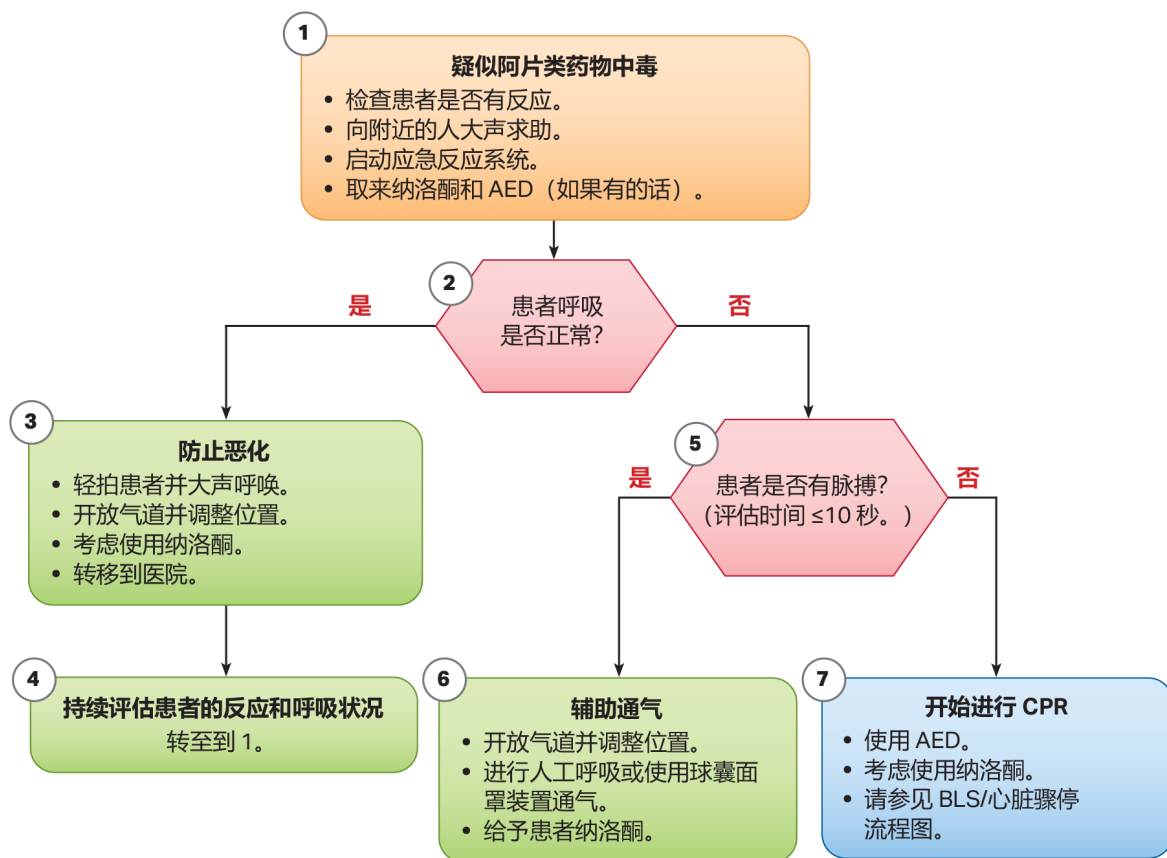 1
疑似阿片类药物中毒
• 检查患者是否有反应。
• 向附近的人大声求助。
• 启动应急反应系统。
• 取来纳洛酮和 AED（如果有的话）。
2
患者呼吸
是否正常？
是
否
3
防止恶化
• 轻拍患者并大声呼唤。
• 开放气道并调整位置。
• 考虑使用纳洛酮。
• 转移到医院。
4
持续评估患者的反应和呼吸状况
转至到 1。
5
患者是否有脉搏？
（评估时间 ≤10 秒。）
是
否
6
辅助通气
• 开放气道并调整位置。
• 进行人工呼吸或使用球囊面
罩装置通气。
• 给予患者纳洛酮。
7
开始进行 CPR
• 使用 AED。
• 考虑使用纳洛酮。
• 请参见 BLS/心脏骤停
流程图。